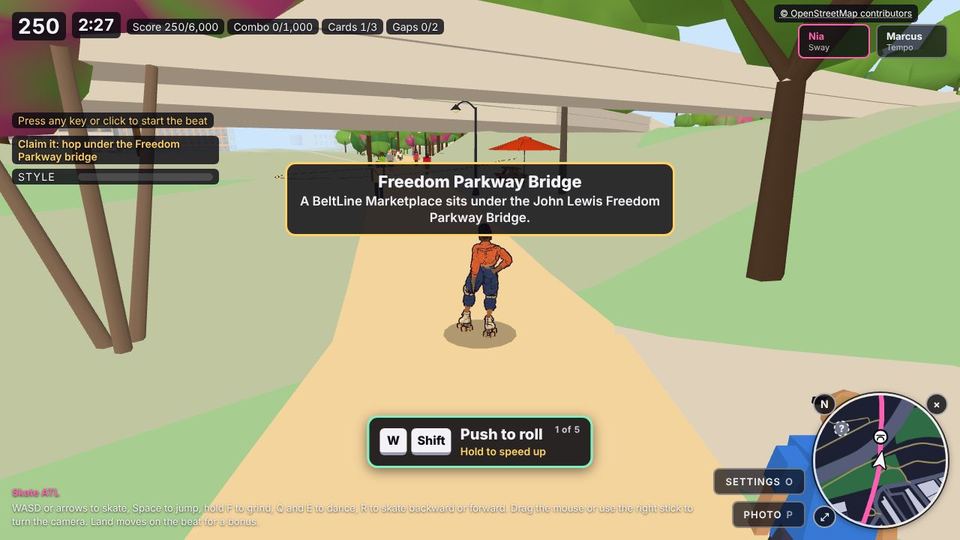 250
2:27
Score 250/6,000
Combo 0/1,000
Cards 1/3
Gaps 0/2
© OpenStreetMap contributors
Nia
Sway
Marcus
Tempo
Press any key or click to start the beat
Claim it: hop under the Freedom
Parkway bridge
STYLE
Freedom Parkway Bridge
A BeltLine Marketplace sits under the John Lewis Freedom
Parkway Bridge.
W
Shift
Push to roll
1 of 5
Hold to speed up
N
×
?
SETTINGS O
PHOTO P
Skate ATL
WASD or arrows to skate, Space to jump, hold F to grind, Q and E to dance, R to skate backward or forward. Drag the mouse or use the right stick to
turn the camera. Land moves on the beat for a bonus.